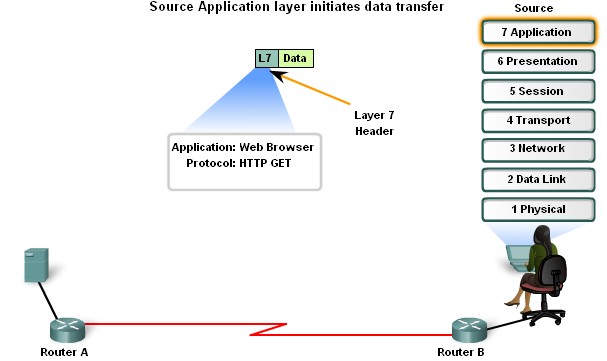 Source Application layer initiates data transfer
Source
7 Application
6 Presentation
5 Session
4 Transport
3 Network
2 Data Link
1 Physical
L7 Data
Layer 7
Header
Application: Web Browser
Protocol: HTTP GET
Router A
Router B